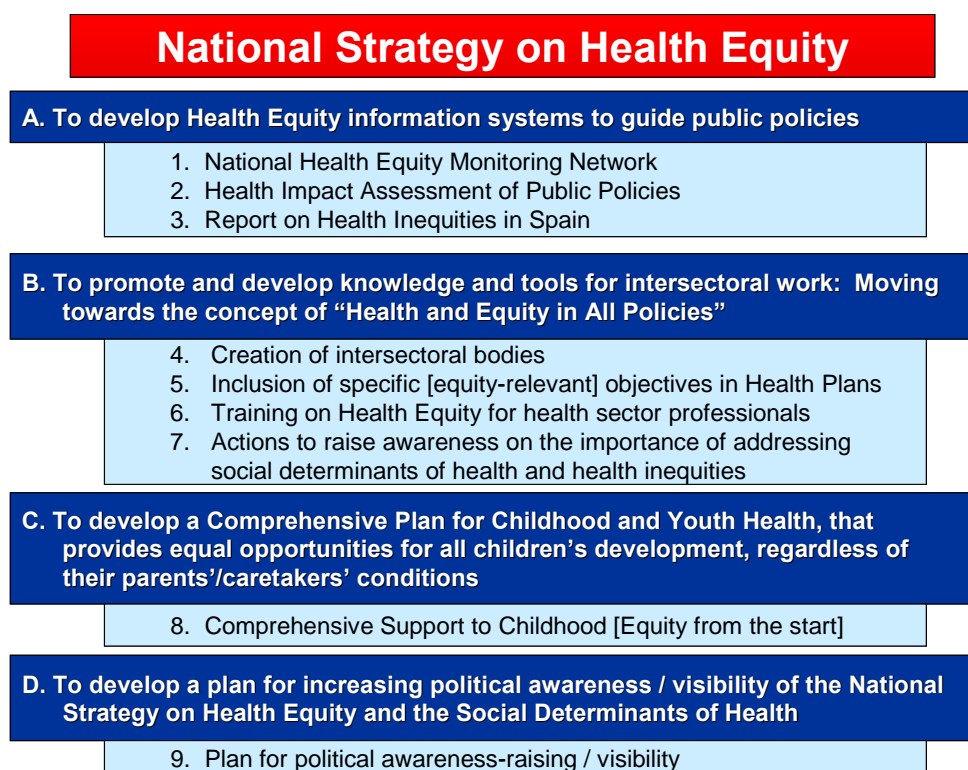 National Strategy on Health Equity
A. To develop Health Equity information systems to guide public policies
1. National Health Equity Monitoring Network
2. Health Impact Assessment of Public Policies
3. Report on Health Inequities in Spain
B. To promote and develop knowledge and tools for intersectoral work: Moving
towards the concept of “Health and Equity in All Policies”
4. Creation of intersectoral bodies
5. Inclusion of specific [equity-relevant] objectives in Health Plans
6. Training on Health Equity for health sector professionals
7. Actions to raise awareness on the importance of addressing
social determinants of health and health inequities
C. To develop a Comprehensive Plan for Childhood and Youth Health, that
provides equal opportunities for all children’s development, regardless of
their parents’/caretakers’ conditions
8. Comprehensive Support to Childhood [Equity from the start]
D. To develop a plan for increasing political awareness / visibility of the National
Strategy on Health Equity and the Social Determinants of Health
9. Plan for political awareness-raising / visibility